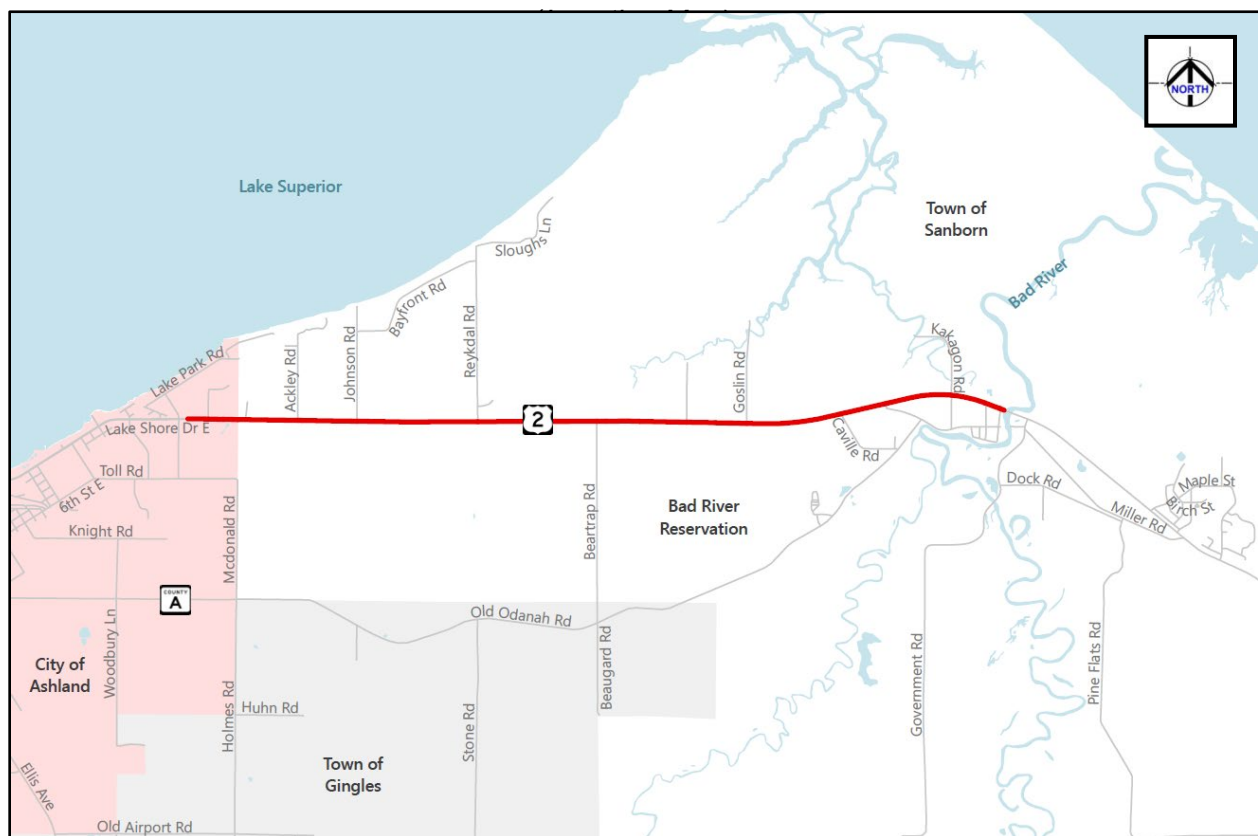 NORTH
Lake Superior
Town of
Sanborn
Bad River
Sloughs Ln
Bayfront Rd
Reykdal Rd
Johnson Rd
Ackley Rd
Lake Park Rd
Goslin Rd
Kakagon Rd
2
Lake Shore Dr E
Caville Rd
Toll Rd
6th St E
Dock Rd
Maple St
Birch St
Miller Rd
Knight Rd
Mcdonald Rd
Beartrap Rd
Bad River
Reservation
COUNTY
A
Old Odanah Rd
Woodbury Ln
City of
Ashland
Holmes Rd
Huhn Rd
Stone Rd
Beaugard Rd
Government Rd
Pine Flats Rd
Town of
Gingles
Ellis Ave
Old Airport Rd